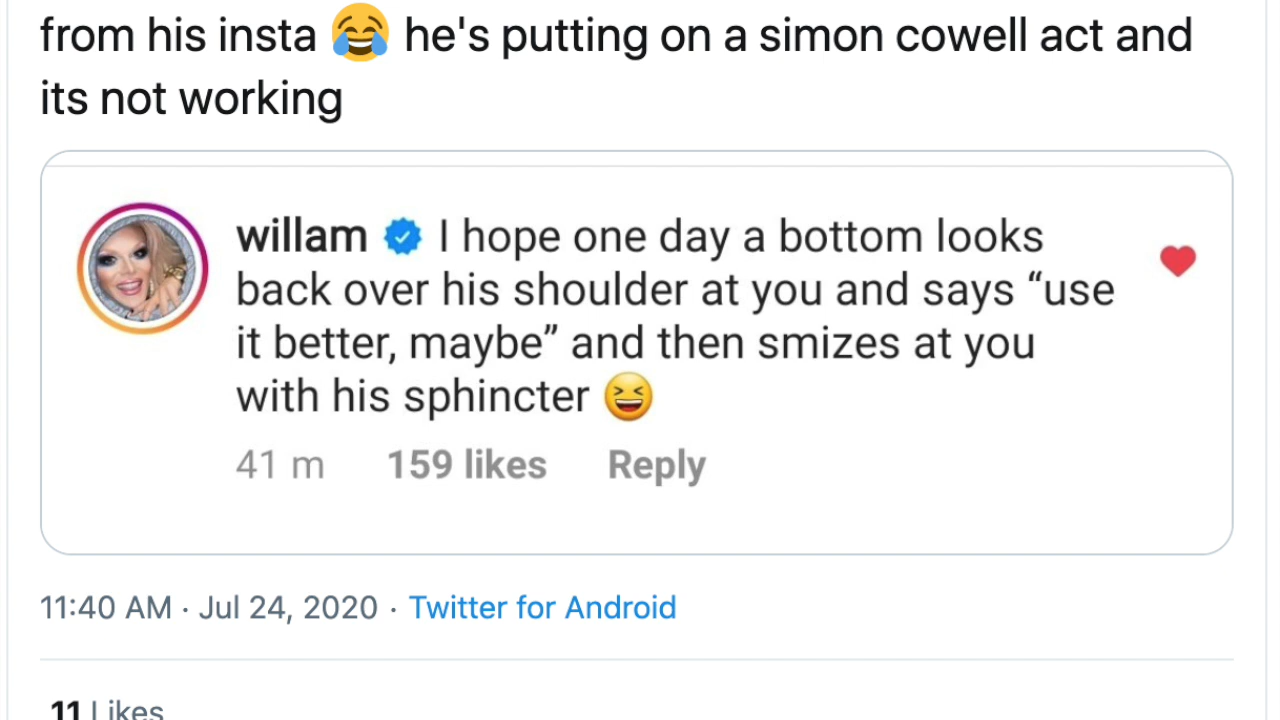 from his insta 😂 he's putting on a simon cowell act and
its not working
willam I hope one day a bottom looks
back over his shoulder at you and says “use
it better, maybe” and then smizes at you
with his sphincter 😆
41 m 159 likes Reply
11:40 AM · Jul 24, 2020 · Twitter for Android
11 Likes